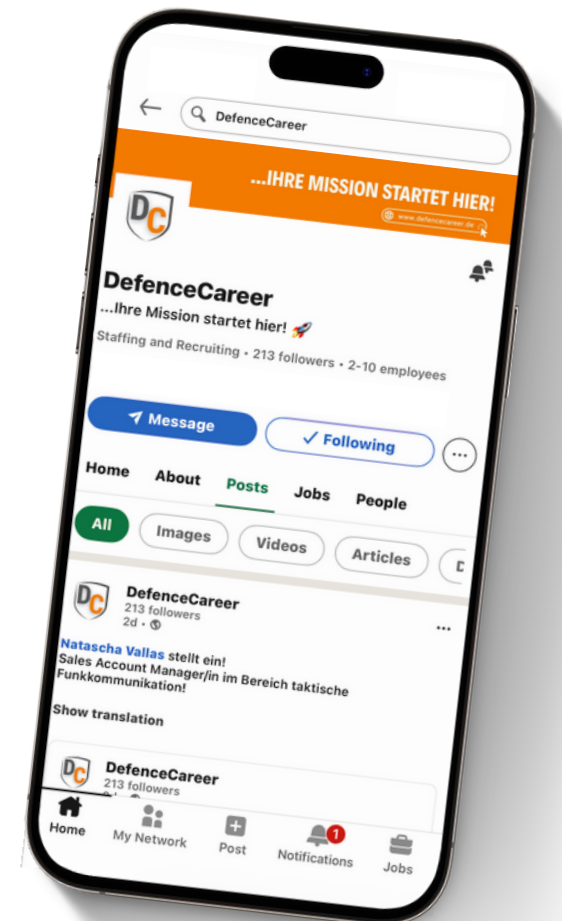 DefenceCareer
...IHRE MISSION STARTET HIER!
www.defencecareer.de
DC
DefenceCareer
...Ihre Mission startet hier! 🚀
Staffing and Recruiting • 213 followers • 2-10 employees
Message
Following
Home About Posts Jobs People
All Images Videos Articles
DC
DefenceCareer
213 followers
2d •
Natascha Vallas stellt ein!
Sales Account Manager/in im Bereich taktische
Funkkommunikation!
Show translation
DC
DefenceCareer
213 followers
Home My Network Post Notifications Jobs
1